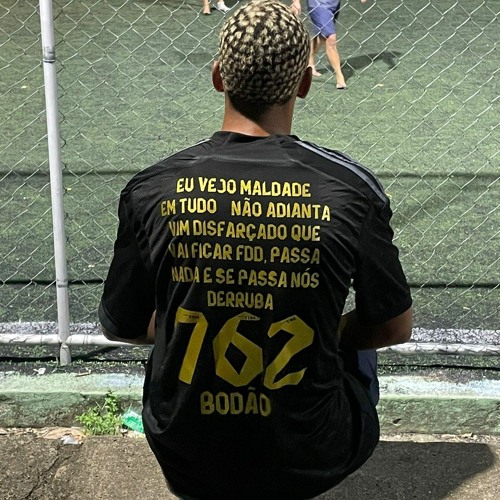 EU VEJO MALDADE
EM TUDO NÃO ADIANTA
VIM DISFARÇADO QUE
VAI FICAR FDD, PASSA
NADA E SE PASSA NÓS
DERRUBA
762
BODÃO